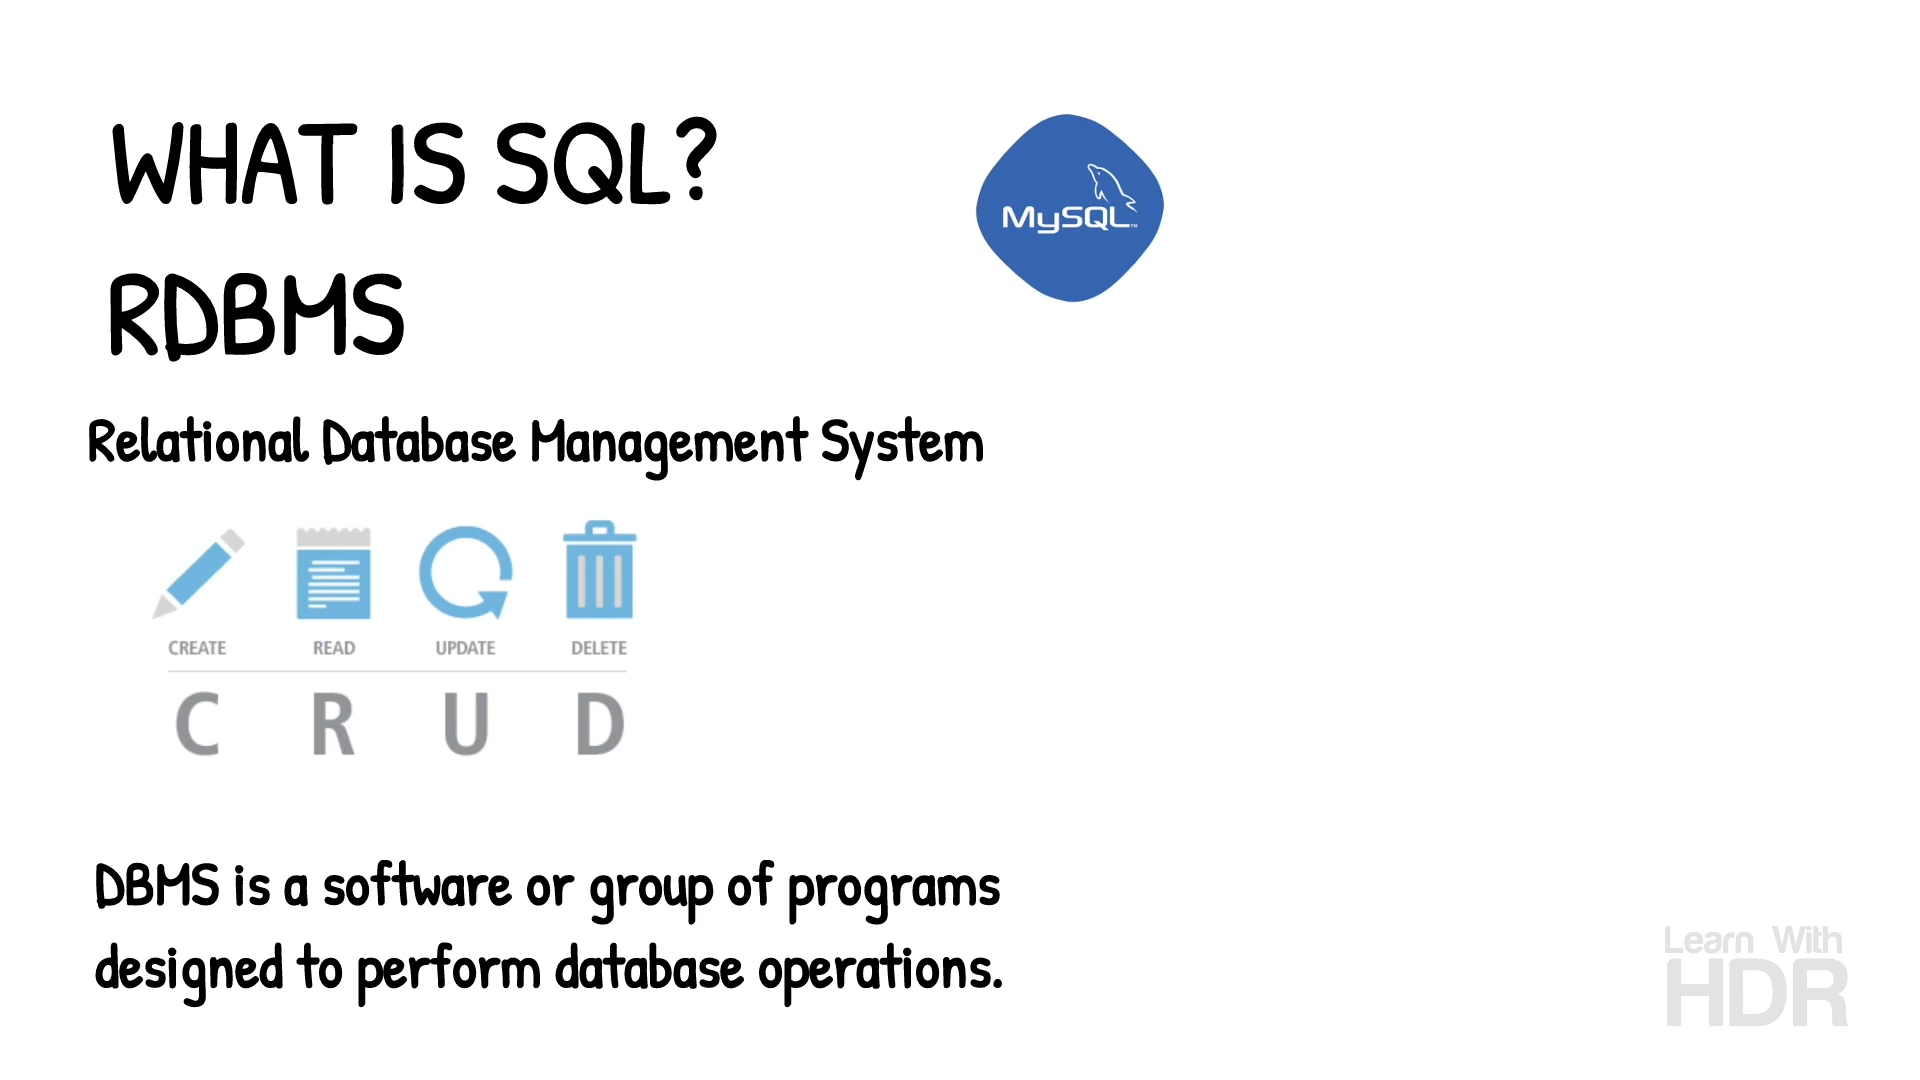 WHAT IS SQL?
MySQL™
RDBMS
Relational Database Management System
CREATE READ UPDATE DELETE
C R U D
DBMS is a software or group of programs
designed to perform database operations.
Learn With
HDR